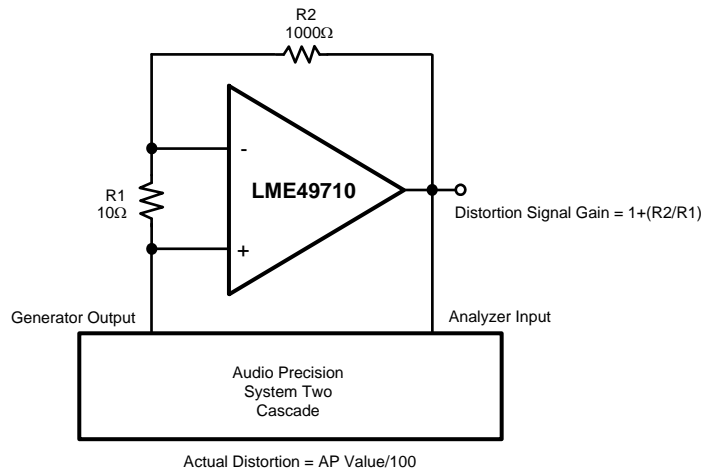 R2
1000Ω
-
LME49710
R1
10Ω
Distortion Signal Gain = 1+(R2/R1)
+
Generator Output
Analyzer Input
Audio Precision
System Two
Cascade
Actual Distortion = AP Value/100